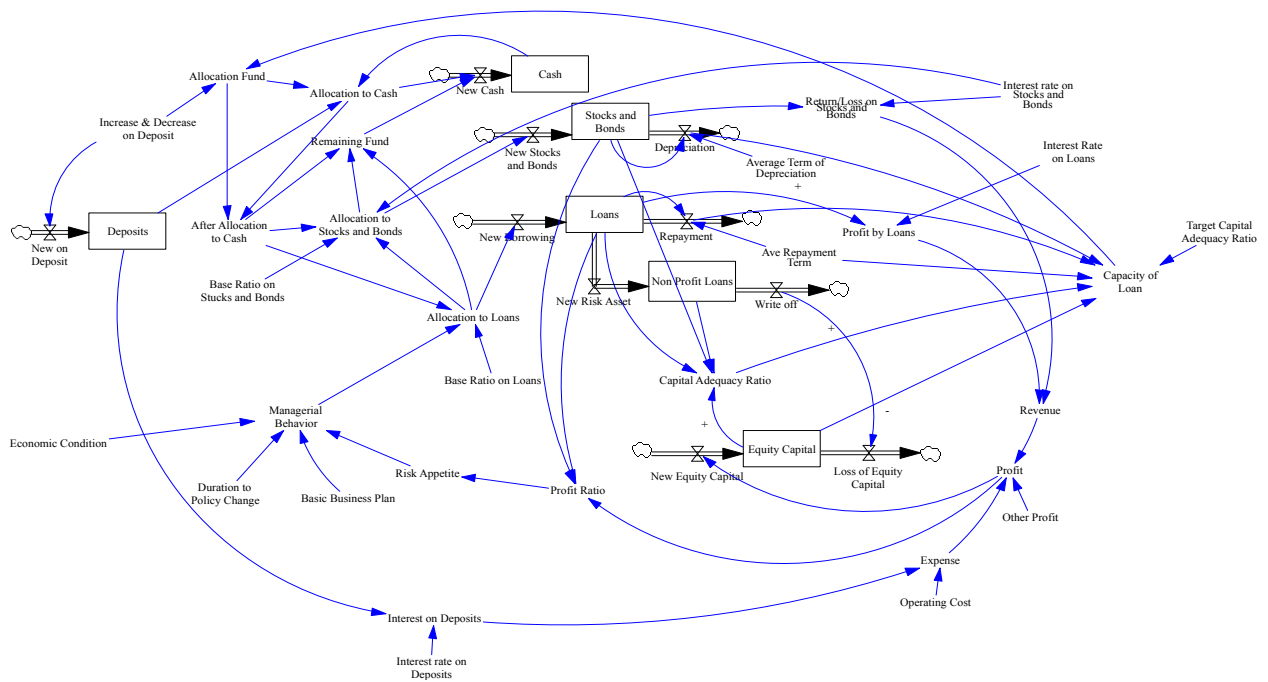 Allocation Fund
Cash
Allocation to Cash
New Cash
Interest rate on
Stocks and
Bonds
Return/Loss on
Stocks and
Bonds
Increase & Decrease
on Deposit
Stocks and
Bonds
Remaining Fund
Depreciation
New Stocks
and Bonds
Average Term of
Depreciation
+
Interest Rate
on Loans
Deposits
New on
Deposit
After Allocation
to Cash
Allocation to
Stocks and Bonds
Loans
New Borrowing
Repayment
Profit by Loans
Target Capital
Adequacy Ratio
Ave Repayment
Term
Capacity of
Loan
Base Ratio on
Stucks and Bonds
Non Profit Loans
New Risk Asset
Write off
Allocation to Loans
+
Base Ratio on Loans
Capital Adequacy Ratio
Managerial
Behavior
Revenue
-
+
Economic Condition
Equity Capital
New Equity Capital
Loss of Equity
Capital
Risk Appetite
Profit
Duration to
Policy Change
Basic Business Plan
Profit Ratio
Other Profit
Expense
Operating Cost
Interest on Deposits
Interest rate on
Deposits